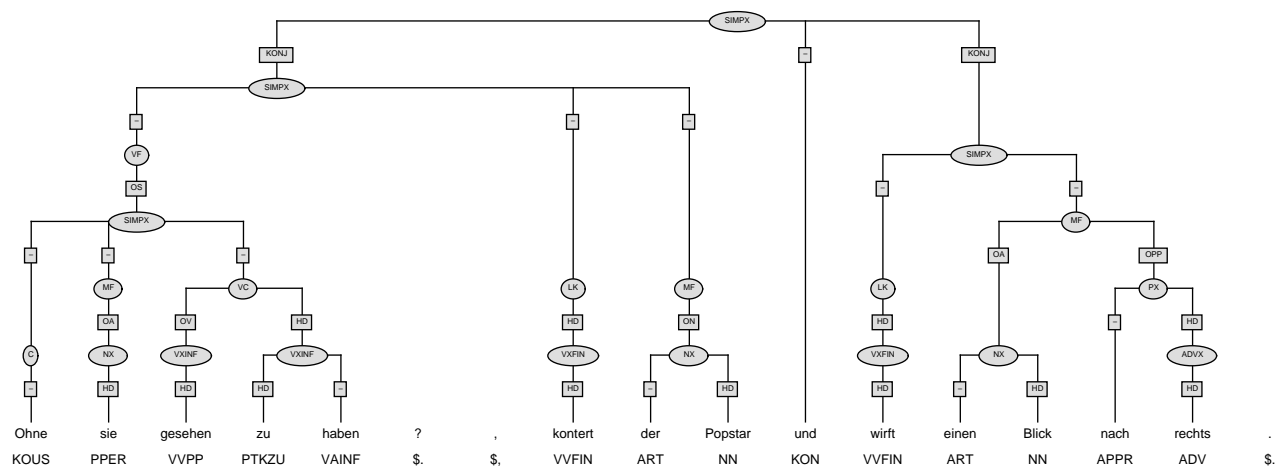 SIMPX
KONJ – KONJ
SIMPX
– – –
VF SIMPX
OS – –
SIMPX MF
– – – OA OPP
MF VC LK MF LK PX
OA OV HD HD ON HD – HD
C NX VXINF VXINF VXFIN NX VXFIN NX ADVX
– HD HD HD – HD – HD HD – HD HD
Ohne sie gesehen zu haben ? , kontert der Popstar und wirft einen Blick nach rechts .
KOUS PPER VVPP PTKZU VAINF $. $, VVFIN ART NN KON VVFIN ART NN APPR ADV $.